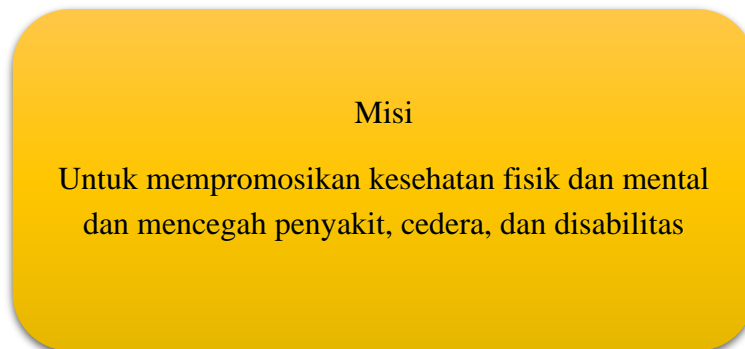 Misi
Untuk mempromosikan kesehatan fisik dan mental
dan mencegah penyakit, cedera, dan disabilitas